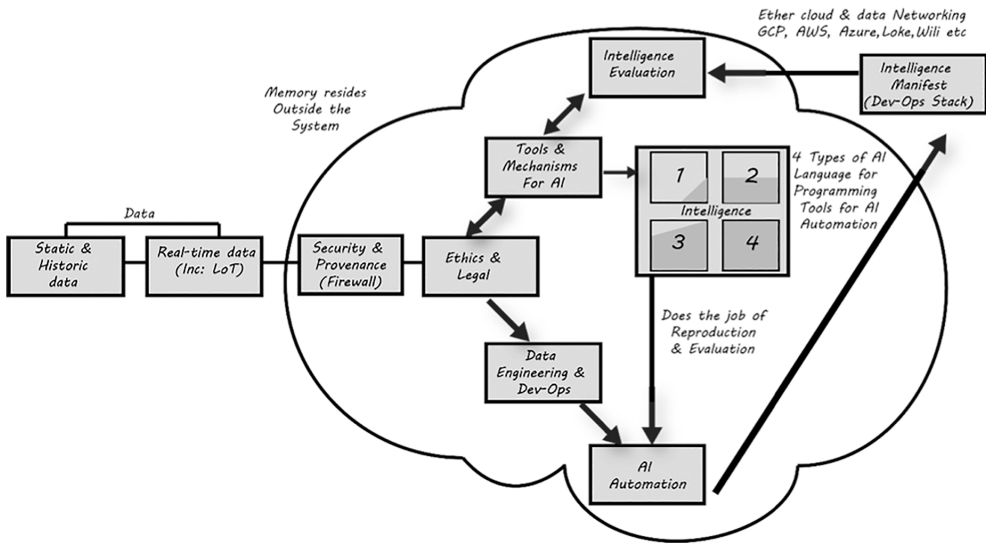 Ether cloud & data Networking
GCP, AWS, Azure,Loke,Wili etc
Intelligence
Evaluation
Intelligence
Manifest
(Dev-Ops Stack)
Memory resides
Outside the
System
Tools &
Mechanisms
For AI
1
2
Intelligence
3
4
4 Types of AI
Language for
Programming
Tools for AI
Automation
Data
Static &
Historic
data
Real-time data
(Inc: LoT)
Security &
Provenance
(Firewall)
Ethics &
Legal
Does the job of
Reproduction
& Evaluation
Data
Engineering &
Dev-Ops
AI
Automation